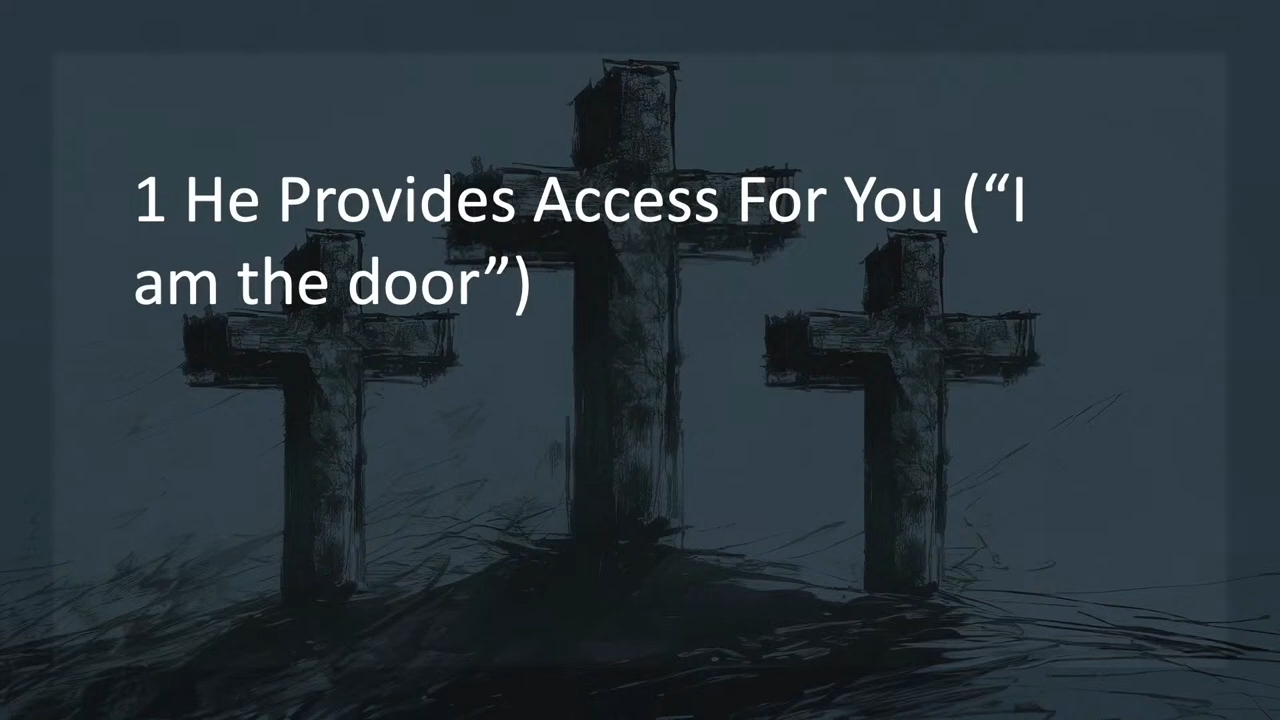 1 He Provides Access For You (“I
am the door”)